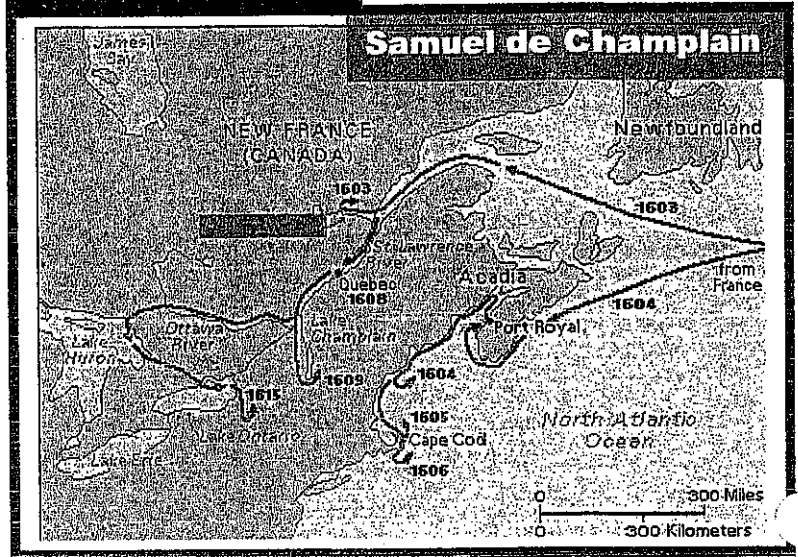 Samuel de Champlain
James
Bay
NEW FRANCE
(CANADA)
Newfoundland
1603
1603
St. Lawrence
River
Quebec
1608
Acadia
from
France
1604
Port Royal
Ottawa
River
Lake
Champlain
Lake
Huron
1609
1604
1615
Lake Ontario
1605
Cape Cod
1606
North Atlantic
Ocean
Lake Erie
0 300 Miles
0 300 Kilometers